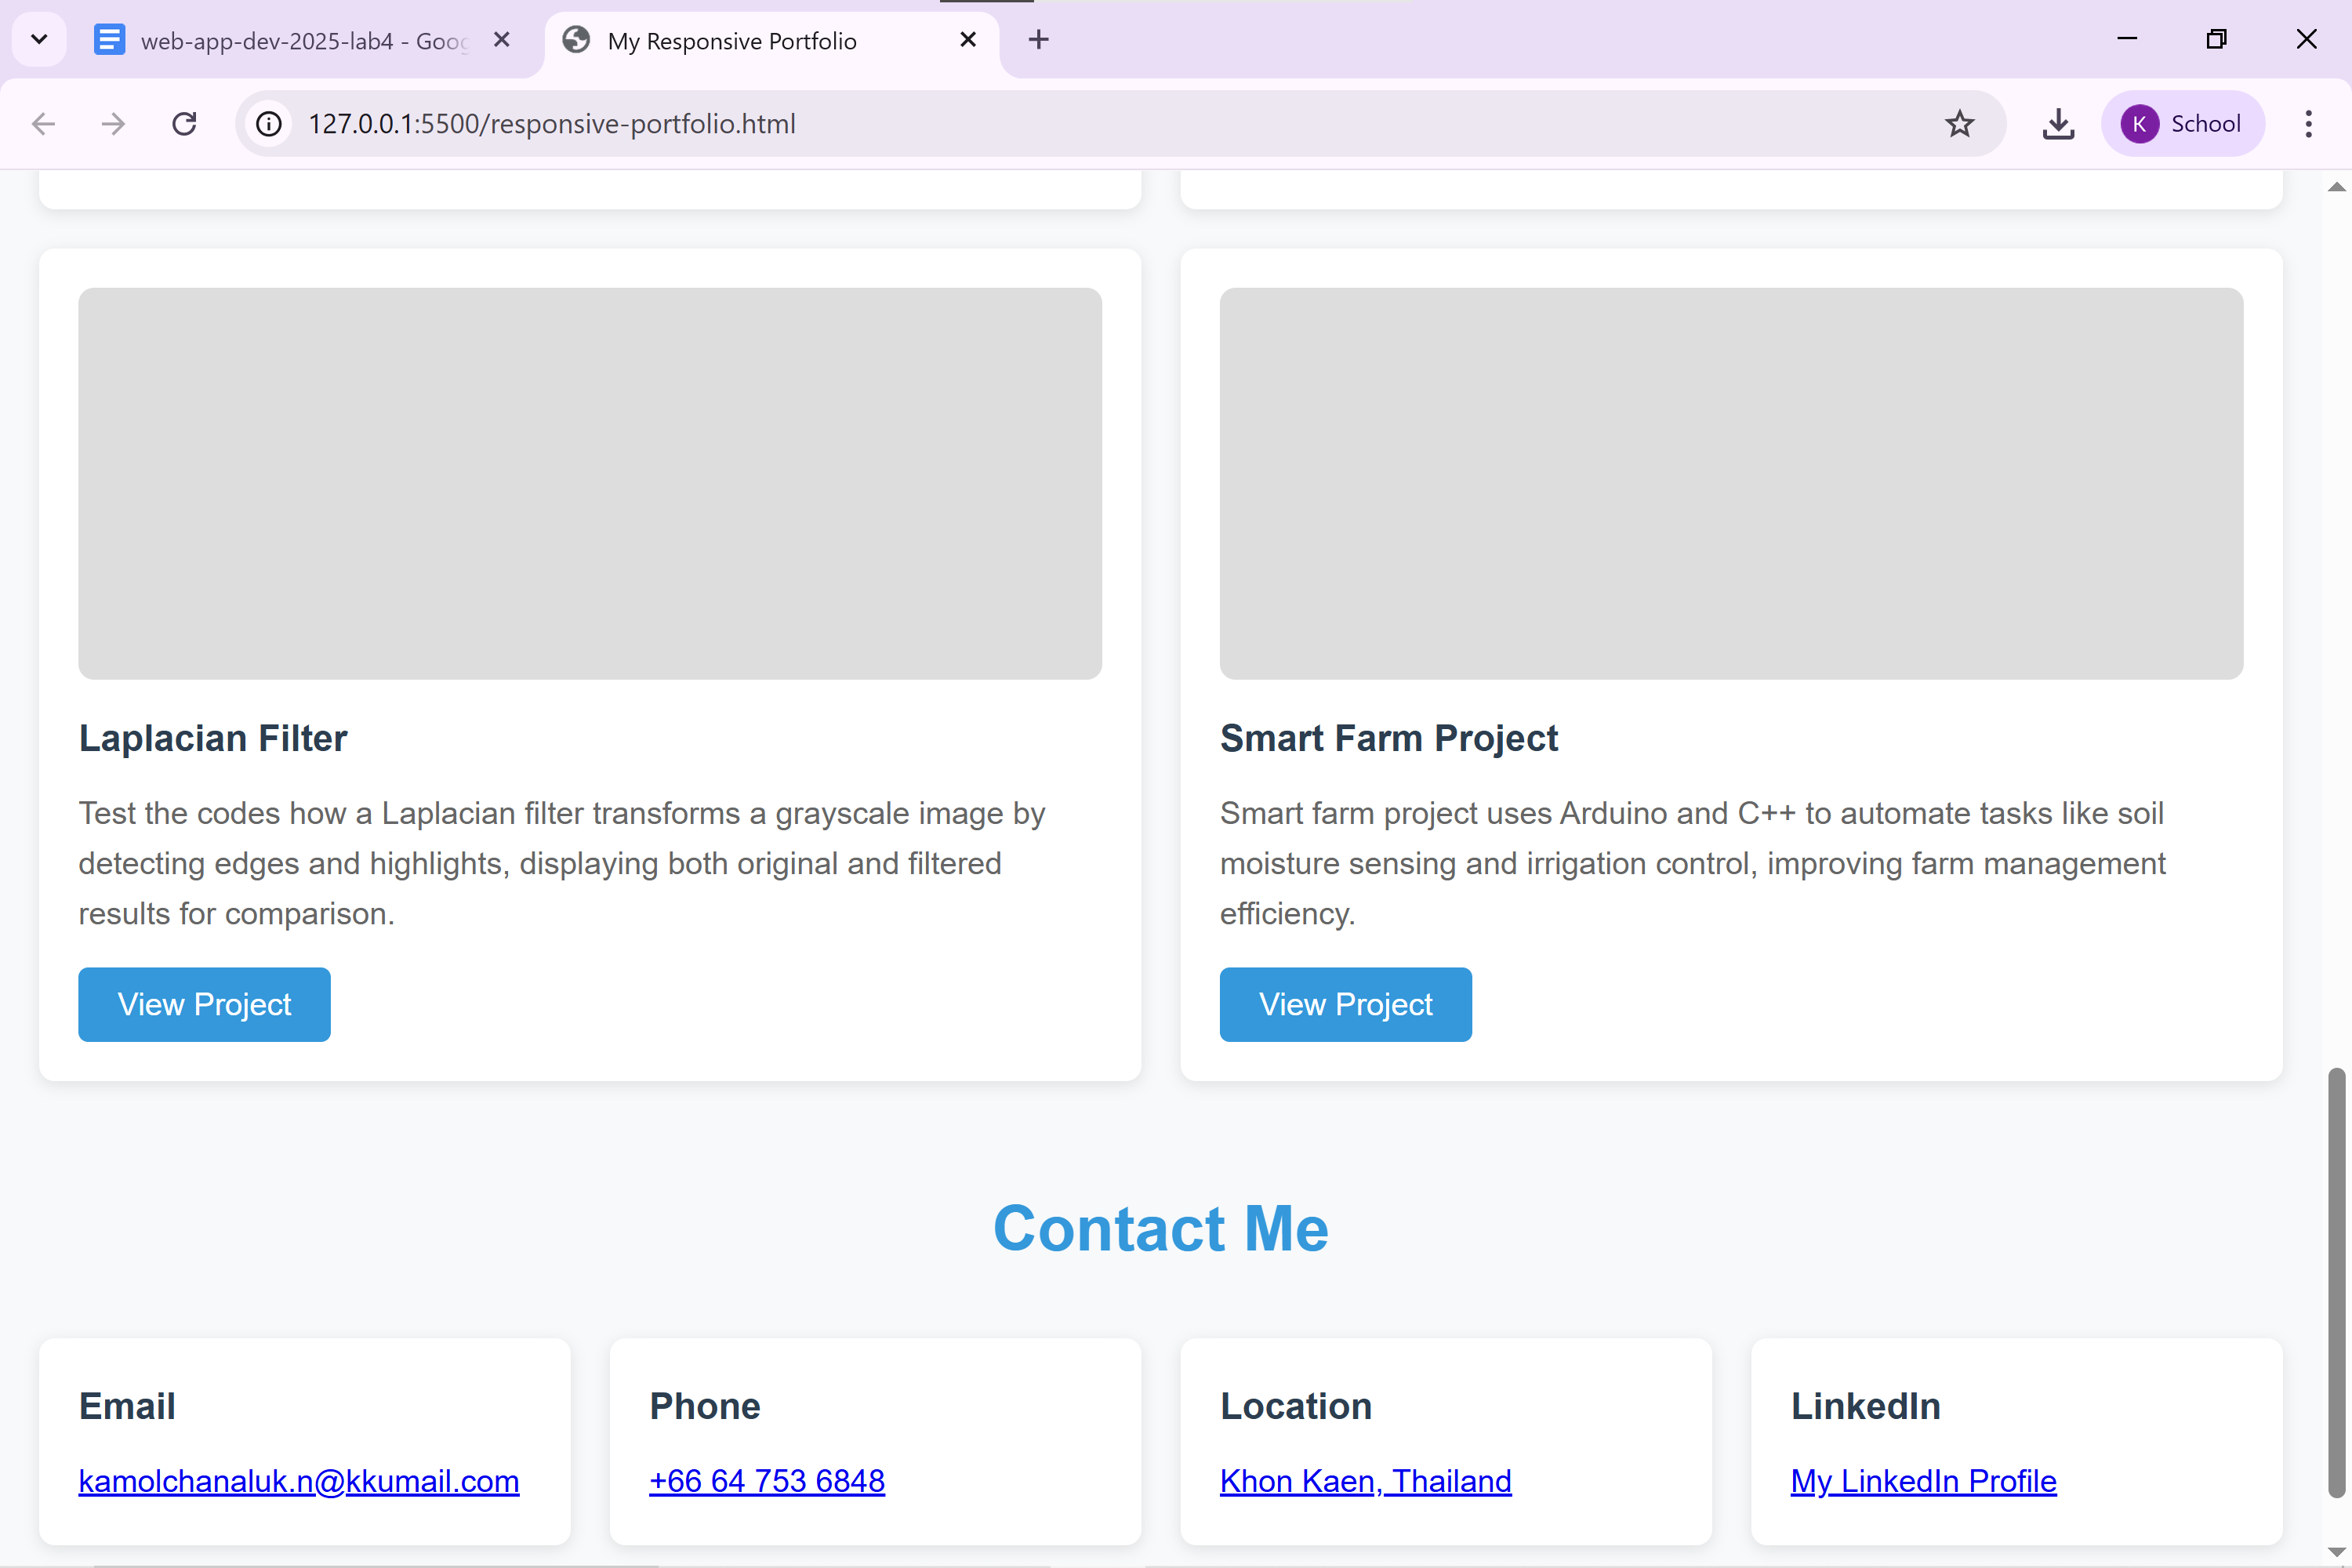 web-app-dev-2025-lab4 - Goog
My Responsive Portfolio
127.0.0.1:5500/responsive-portfolio.html
K School
Laplacian Filter
Test the codes how a Laplacian filter transforms a grayscale image by
detecting edges and highlights, displaying both original and filtered
results for comparison.
View Project
Smart Farm Project
Smart farm project uses Arduino and C++ to automate tasks like soil
moisture sensing and irrigation control, improving farm management
efficiency.
View Project
Contact Me
Email
kamolchanaluk.n@kkumail.com
Phone
+66 64 753 6848
Location
Khon Kaen, Thailand
LinkedIn
My LinkedIn Profile